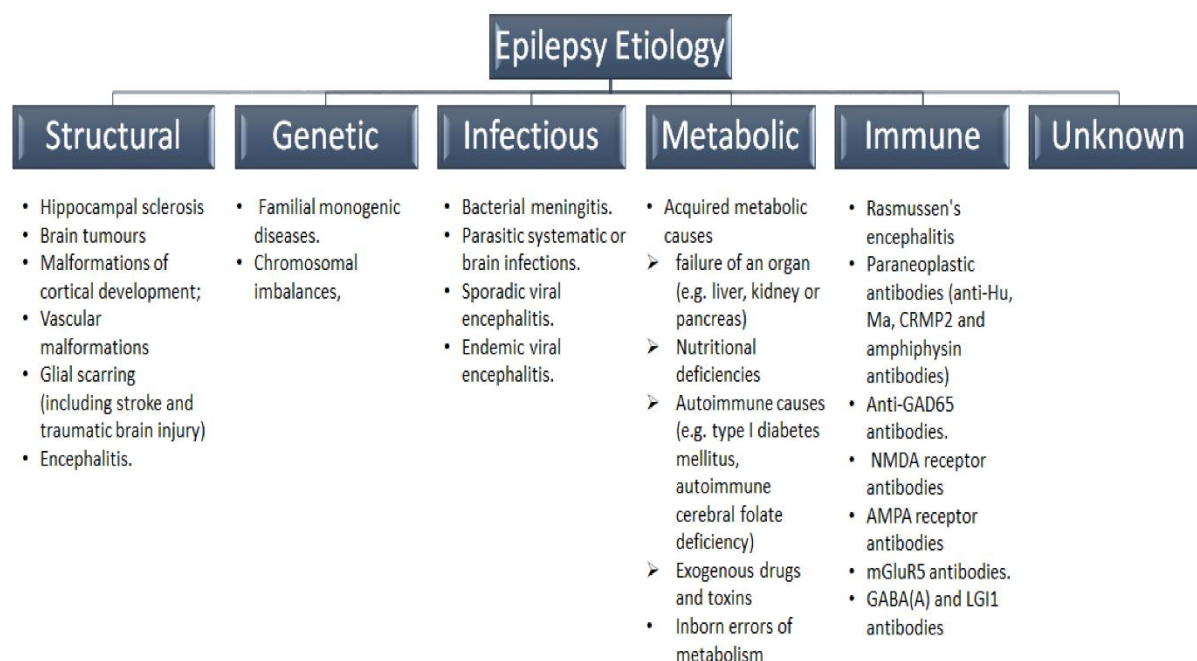 Epilepsy Etiology
Structural
Genetic
Infectious
Metabolic
Immune
Unknown
• Hippocampal sclerosis
• Brain tumours
• Malformations of
cortical development;
• Vascular
malformations
• Glial scarring
(including stroke and
traumatic brain injury)
• Encephalitis.
• Familial monogenic
diseases.
• Chromosomal
imbalances,
• Bacterial meningitis.
• Parasitic systematic or
brain infections.
• Sporadic viral
encephalitis.
• Endemic viral
encephalitis.
• Acquired metabolic
causes
➢ failure of an organ
(e.g. liver, kidney or
pancreas)
➢ Nutritional
deficiencies
➢ Autoimmune causes
(e.g. type I diabetes
mellitus,
autoimmune
cerebral folate
deficiency)
➢ Exogenous drugs
and toxins
• Inborn errors of
metabolism
• Rasmussen's
encephalitis
• Paraneoplastic
antibodies (anti-Hu,
Ma, CRMP2 and
amphiphysin
antibodies)
• Anti-GAD65
antibodies.
• NMDA receptor
antibodies
• AMPA receptor
antibodies
• mGluR5 antibodies.
• GABA(A) and LGI1
antibodies